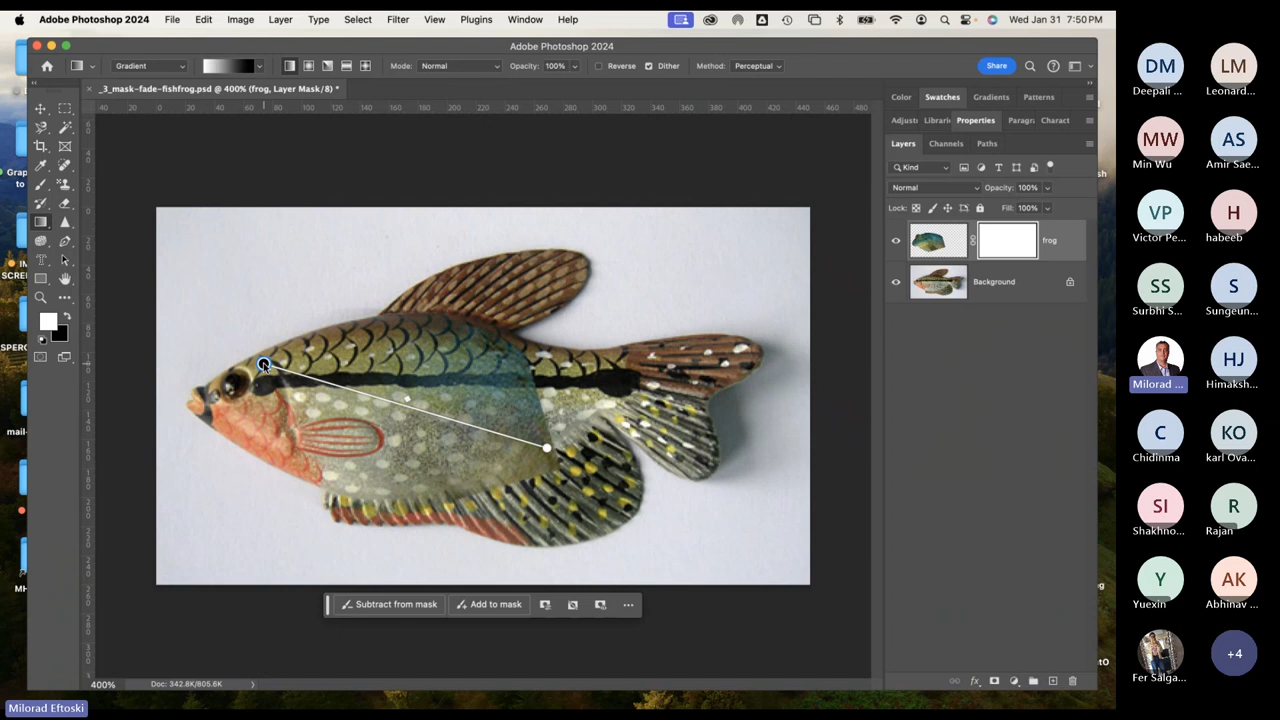 Adobe Photoshop 2024 File Edit Image Layer Type Select Filter View Plugins Window Help Wed Jan 31 7:50 PM
Adobe Photoshop 2024
Gradient Mode: Normal Opacity: 100% Reverse Dither Method: Perceptual Share
_3_mask-fade-fishfrog.psd @ 400% (frog, Layer Mask/8) *
Color Swatches Gradients Patterns
Adjust Librari Properties Paragr Charact
Layers Channels Paths
Kind
Normal Opacity: 100%
Lock: Fill: 100%
frog
Background
Subtract from mask Add to mask
400% Doc: 342.8K/805.6K
Milorad Eftoski
DM LM
Deepali ... Leonard...
MW AS
Min Wu Amir Sae...
VP H
Victor Pe... habeeb
SS S
Surbhi S... Sungeun...
HJ
Milorad ... Himaksh...
C KO
Chidinma karl Ova...
SI R
Shakhno... Rajan
Y AK
Yuexin Abhinav ...
+4
Fer Salga...